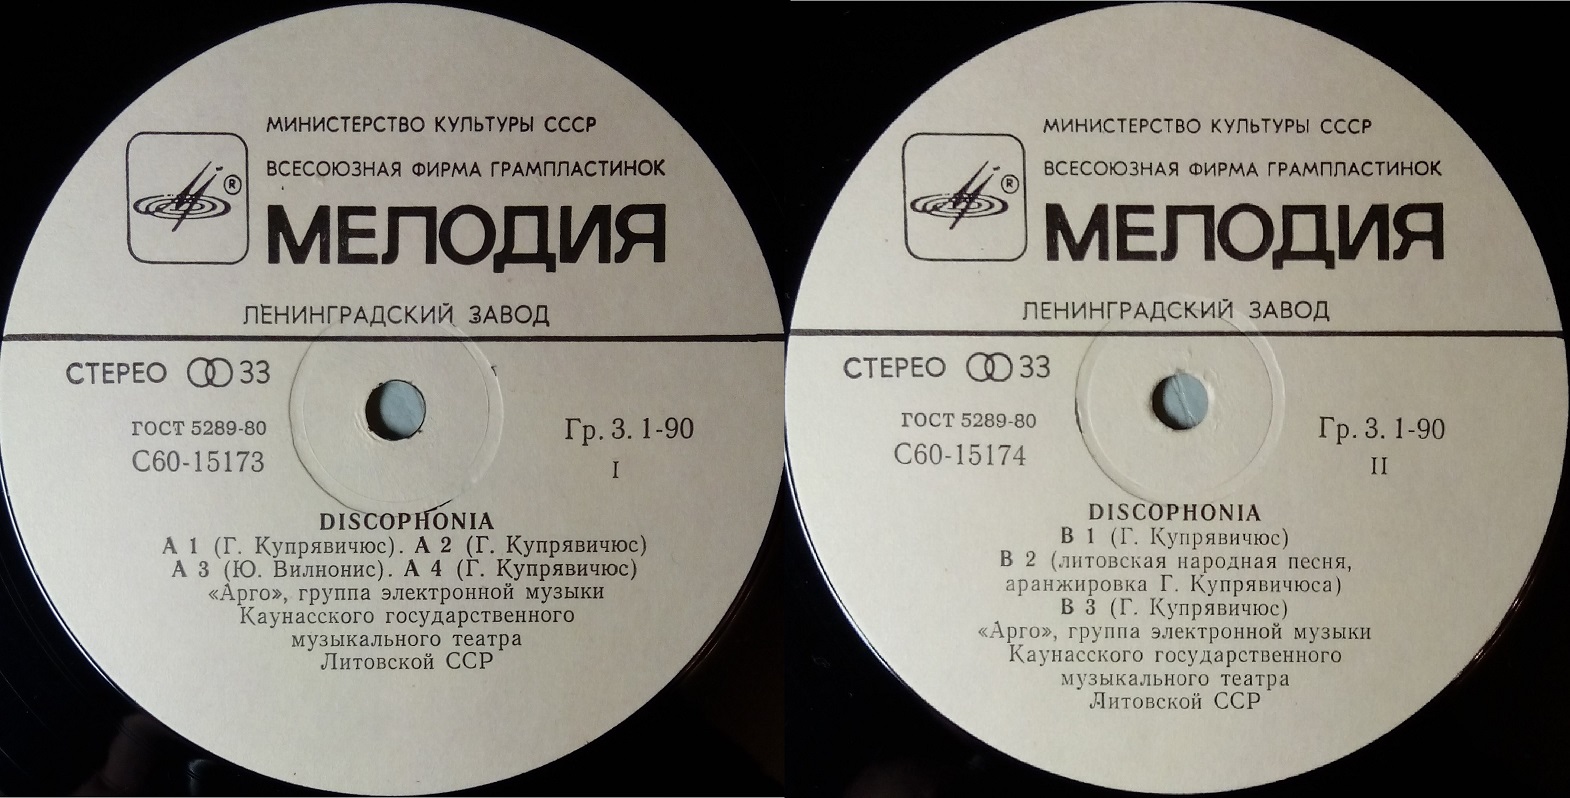 МИНИСТЕРСТВО КУЛЬТУРЫ СССР
ВСЕСОЮЗНАЯ ФИРМА ГРАМПЛАСТИНОК
®
МЕЛОДИЯ
ЛЕНИНГРАДСКИЙ ЗАВОД
СТЕРЕО 33
ГОСТ 5289-80
С60-15173
Гр. 3. 1-90
I
DISCOPHONIA
А 1 (Г. Купрявичюс). А 2 (Г. Купрявичюс)
А 3 (Ю. Вилнонис). А 4 (Г. Купрявичюс)
«Арго», группа электронной музыки
Каунасского государственного
музыкального театра
Литовской ССР
МИНИСТЕРСТВО КУЛЬТУРЫ СССР
ВСЕСОЮЗНАЯ ФИРМА ГРАМПЛАСТИНОК
®
МЕЛОДИЯ
ЛЕНИНГРАДСКИЙ ЗАВОД
СТЕРЕО 33
ГОСТ 5289-80
С60-15174
Гр. 3. 1-90
II
DISCOPHONIA
В 1 (Г. Купрявичюс)
В 2 (литовская народная песня,
аранжировка Г. Купрявичюса)
В 3 (Г. Купрявичюс)
«Арго», группа электронной музыки
Каунасского государственного
музыкального театра
Литовской ССР